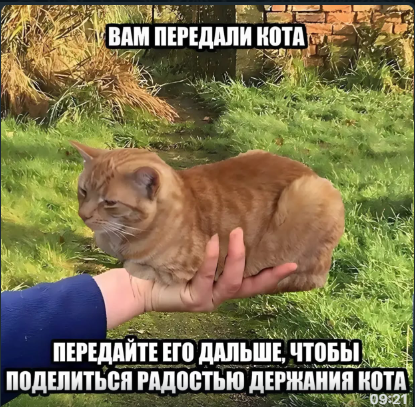 ВАМ ПЕРЕДАЛИ КОТА
ПЕРЕДАЙТЕ ЕГО ДАЛЬШЕ, ЧТОБЫ
ПОДЕЛИТЬСЯ РАДОСТЬЮ ДЕРЖАНИЯ КОТА
09:21